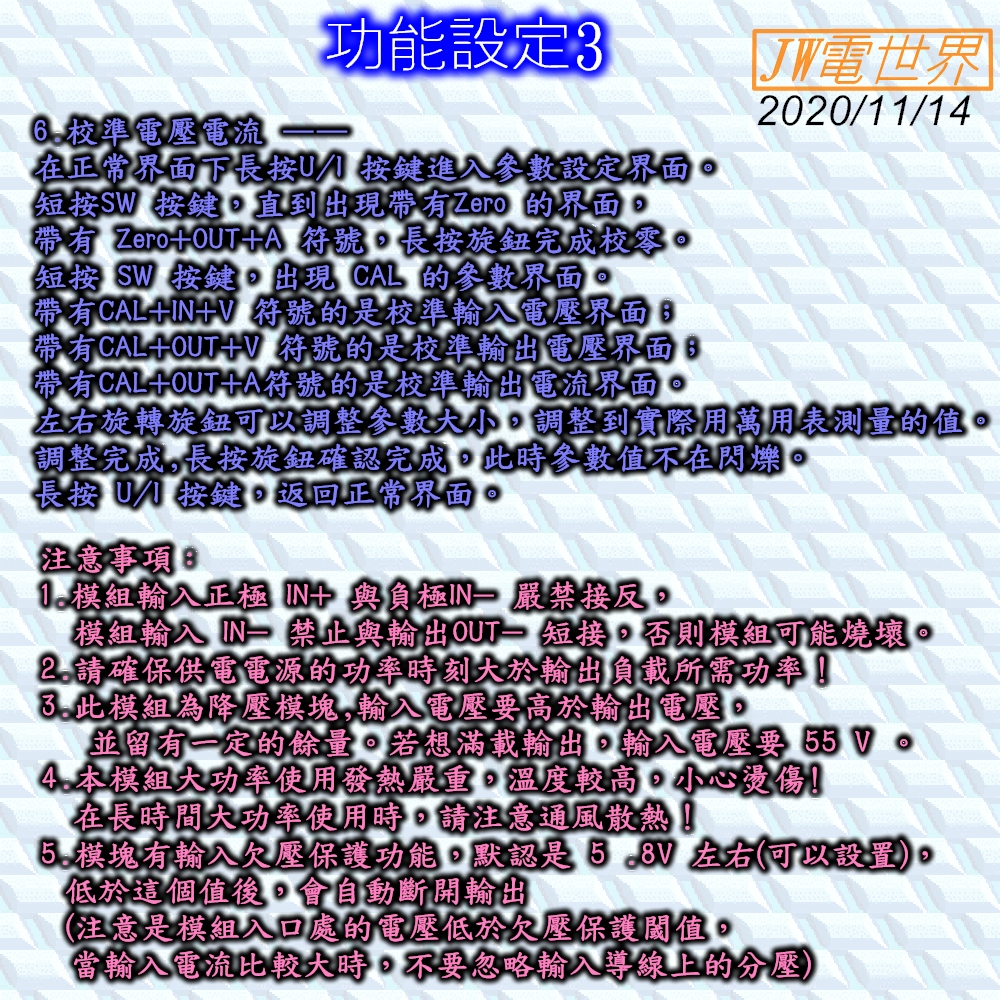 功能設定3
JW電世界
2020/11/14
6.校準電壓電流 ——
在正常界面下長按U/I 按鍵進入參數設定界面。
短按SW 按鍵，直到出現帶有Zero 的界面，
帶有 Zero+OUT+A 符號，長按旋鈕完成校零。
短按 SW 按鍵，出現 CAL 的參數界面。
帶有CAL+IN+V 符號的是校準輸入電壓界面；
帶有CAL+OUT+V 符號的是校準輸出電壓界面；
帶有CAL+OUT+A符號的是校準輸出電流界面。
左右旋轉旋鈕可以調整參數大小，調整到實際用萬用表測量的值。
調整完成,長按旋鈕確認完成，此時參數值不在閃爍。
長按 U/I 按鍵，返回正常界面。
注意事項：
1.模組輸入正極 IN+ 與負極IN— 嚴禁接反，
模組輸入 IN— 禁止與輸出OUT— 短接，否則模組可能燒壞。
2.請確保供電電源的功率時刻大於輸出負載所需功率！
3.此模組為降壓模塊,輸入電壓要高於輸出電壓，
並留有一定的餘量。若想滿載輸出，輸入電壓要 55 V 。
4.本模組大功率使用發熱嚴重，溫度較高，小心燙傷！
在長時間大功率使用時，請注意通風散熱！
5.模塊有輸入欠壓保護功能，默認是 5 .8V 左右(可以設置)，
低於這個值後，會自動斷開輸出
(注意是模組入口處的電壓低於欠壓保護閾值，
當輸入電流比較大時，不要忽略輸入導線上的分壓)